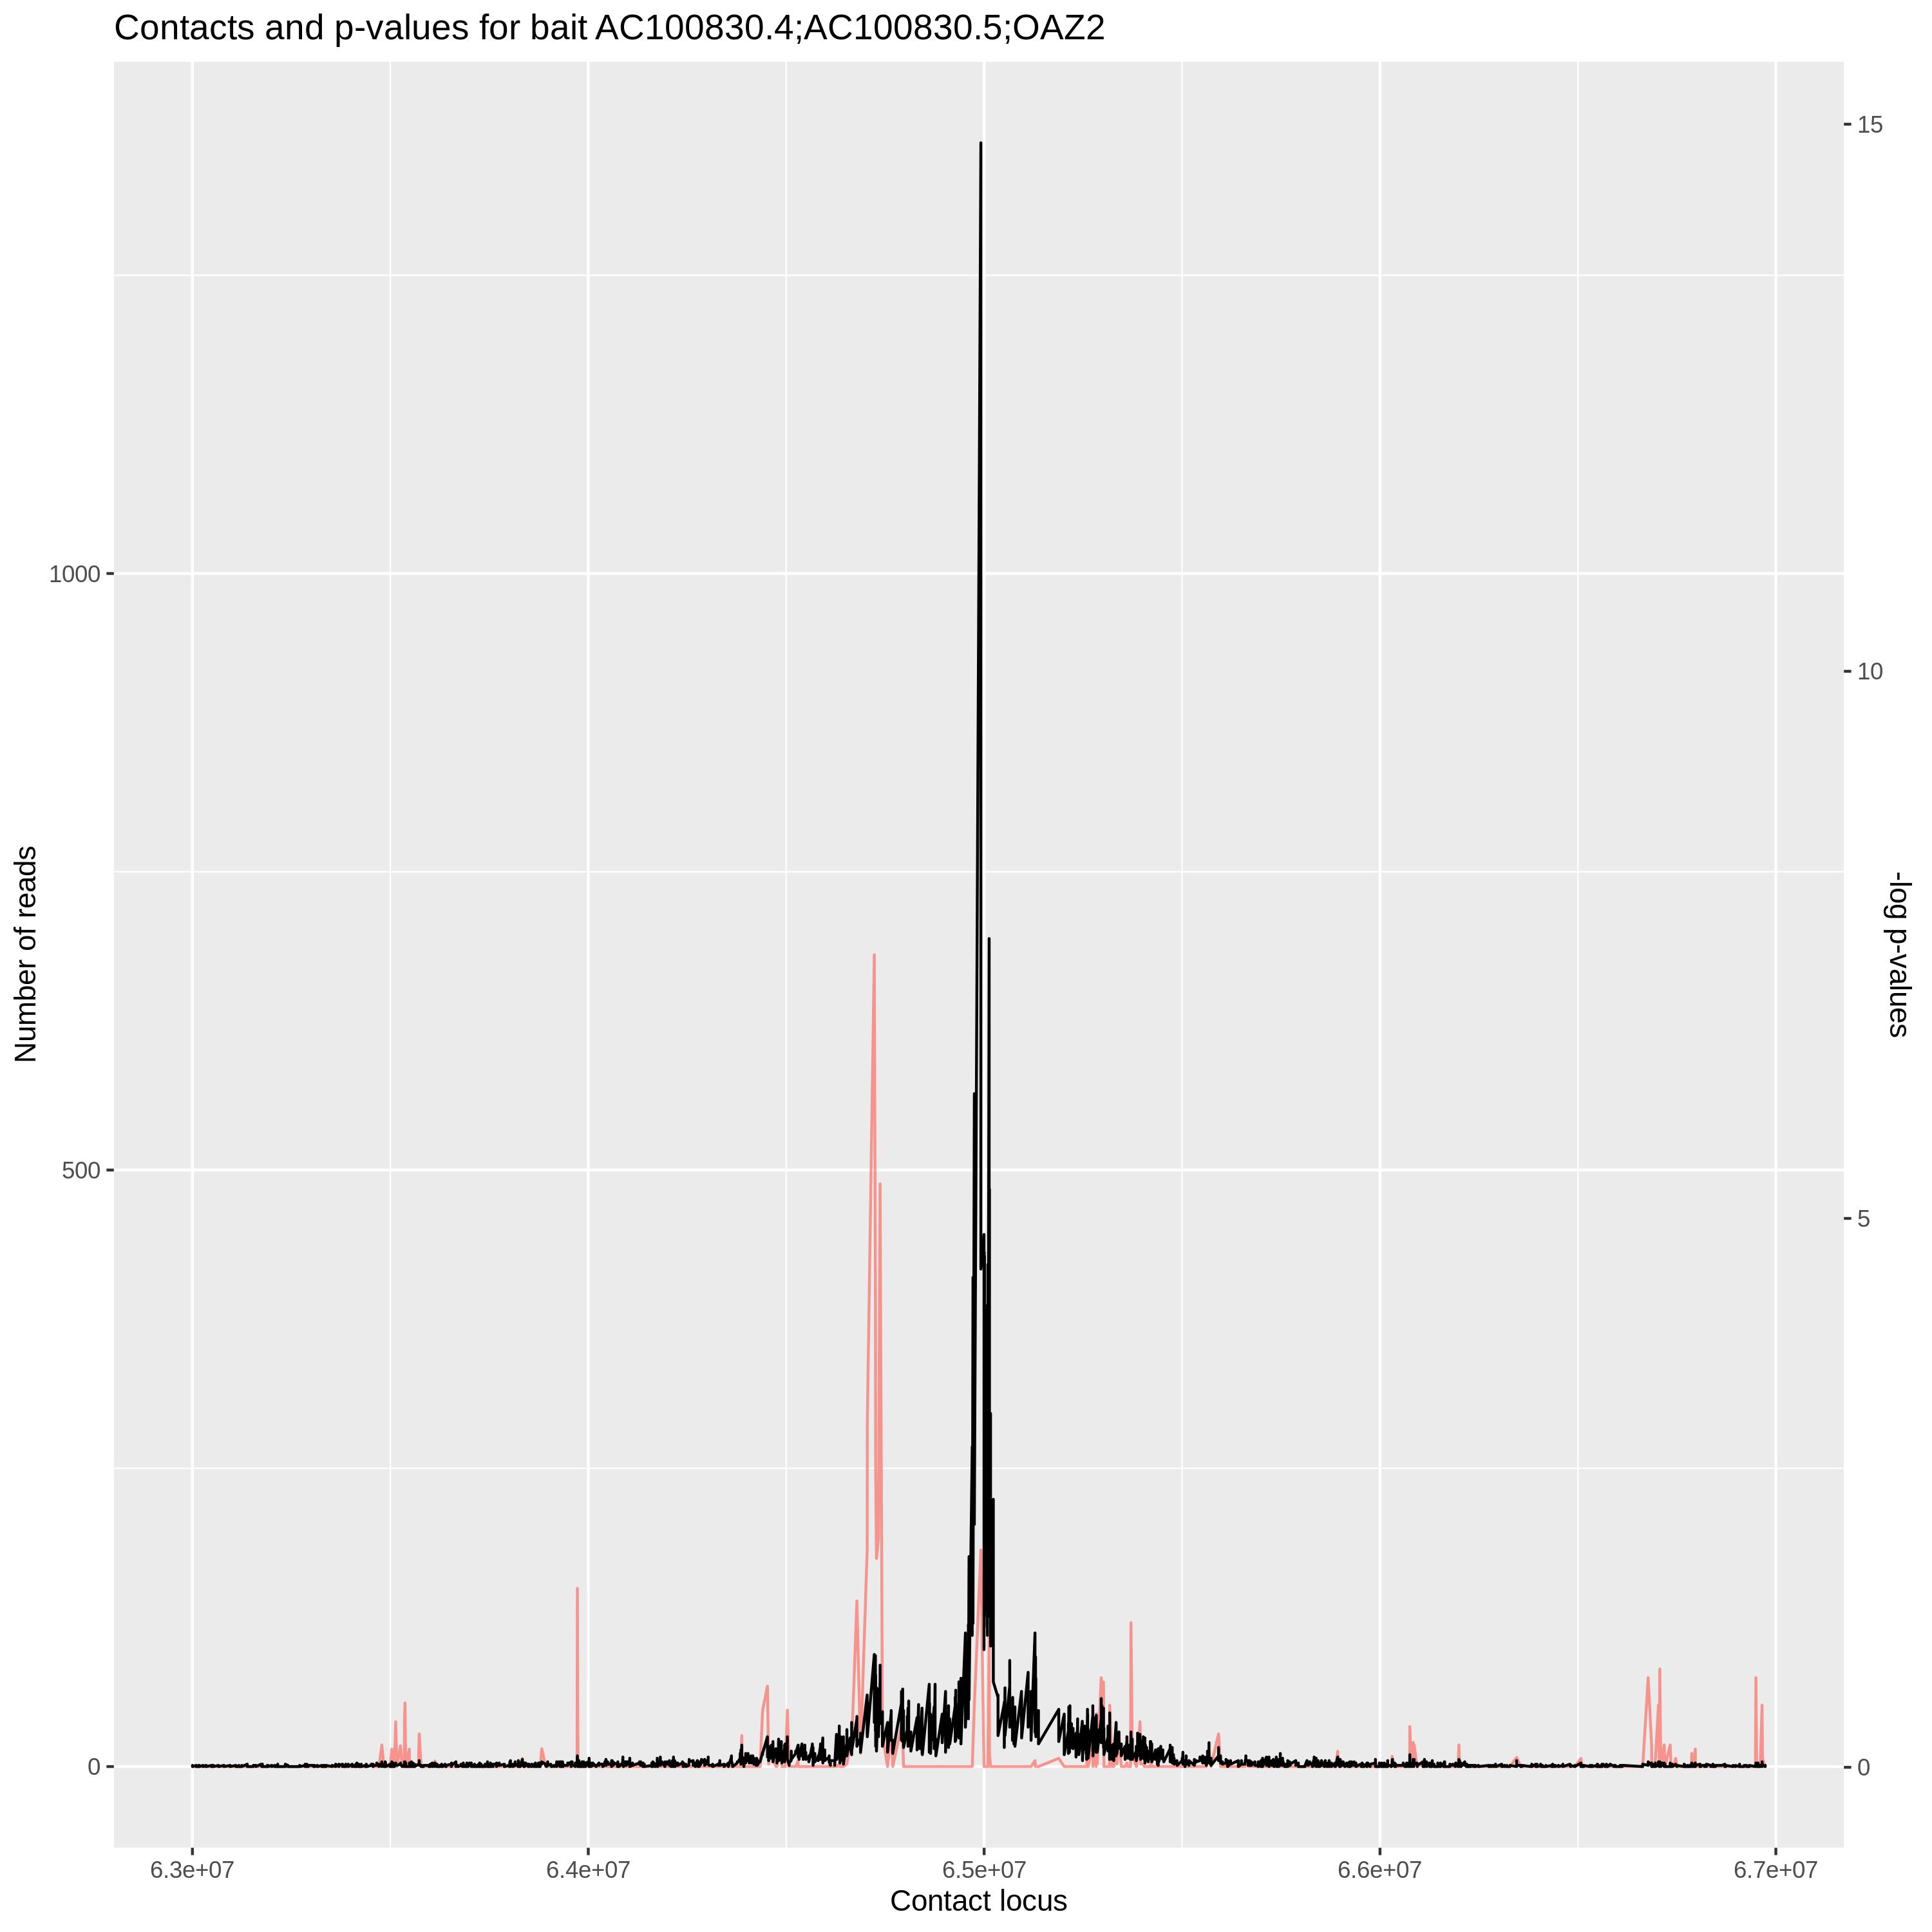 Contacts and p-values for bait AC100830.4;AC100830.5;OAZ2
15
1000
10
Number of reads
-log p-values
500
5
0
0
6.3e+07
6.4e+07
6.5e+07
6.6e+07
6.7e+07
Contact locus